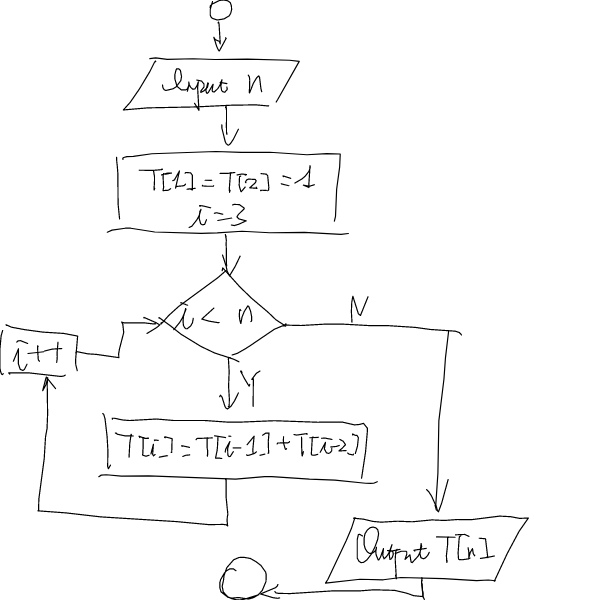 Input n
T[1]=T[2]=1
i=3
i < n
N
i++
Y
T[i]=T[i-1]+T[i-2]
Output T[n]